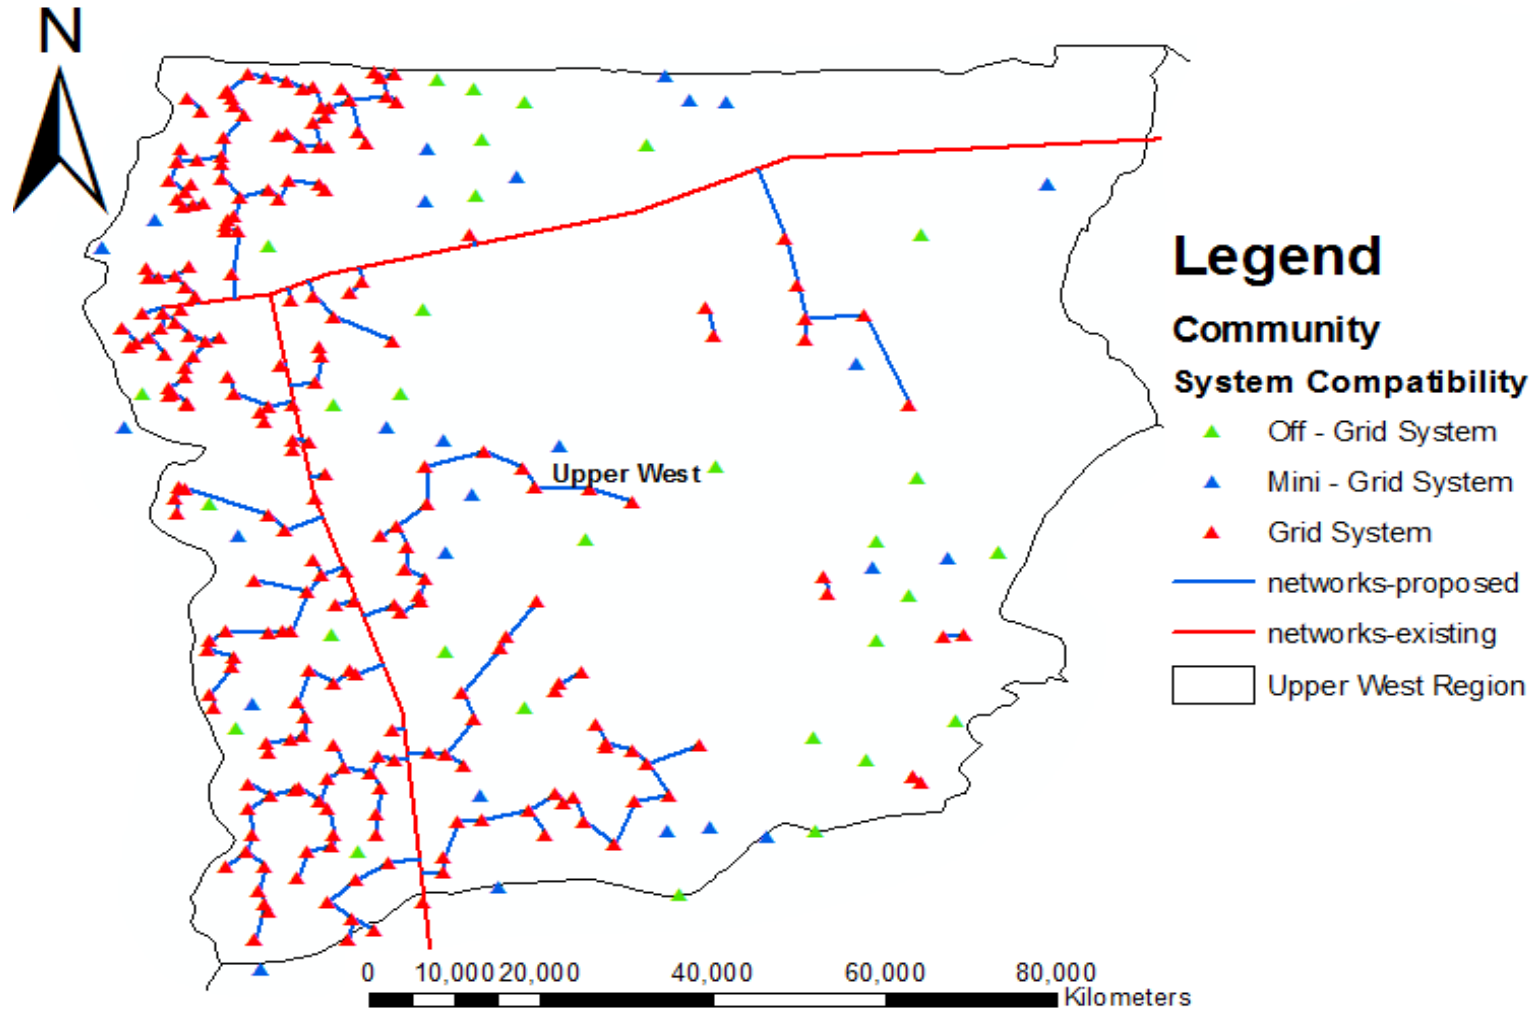 N
Legend
Community
System Compatibility
Off - Grid System
Mini - Grid System
Grid System
networks-proposed
networks-existing
Upper West Region
Upper West
0 10,000 20,000 40,000 60,000 80,000
Kilometers